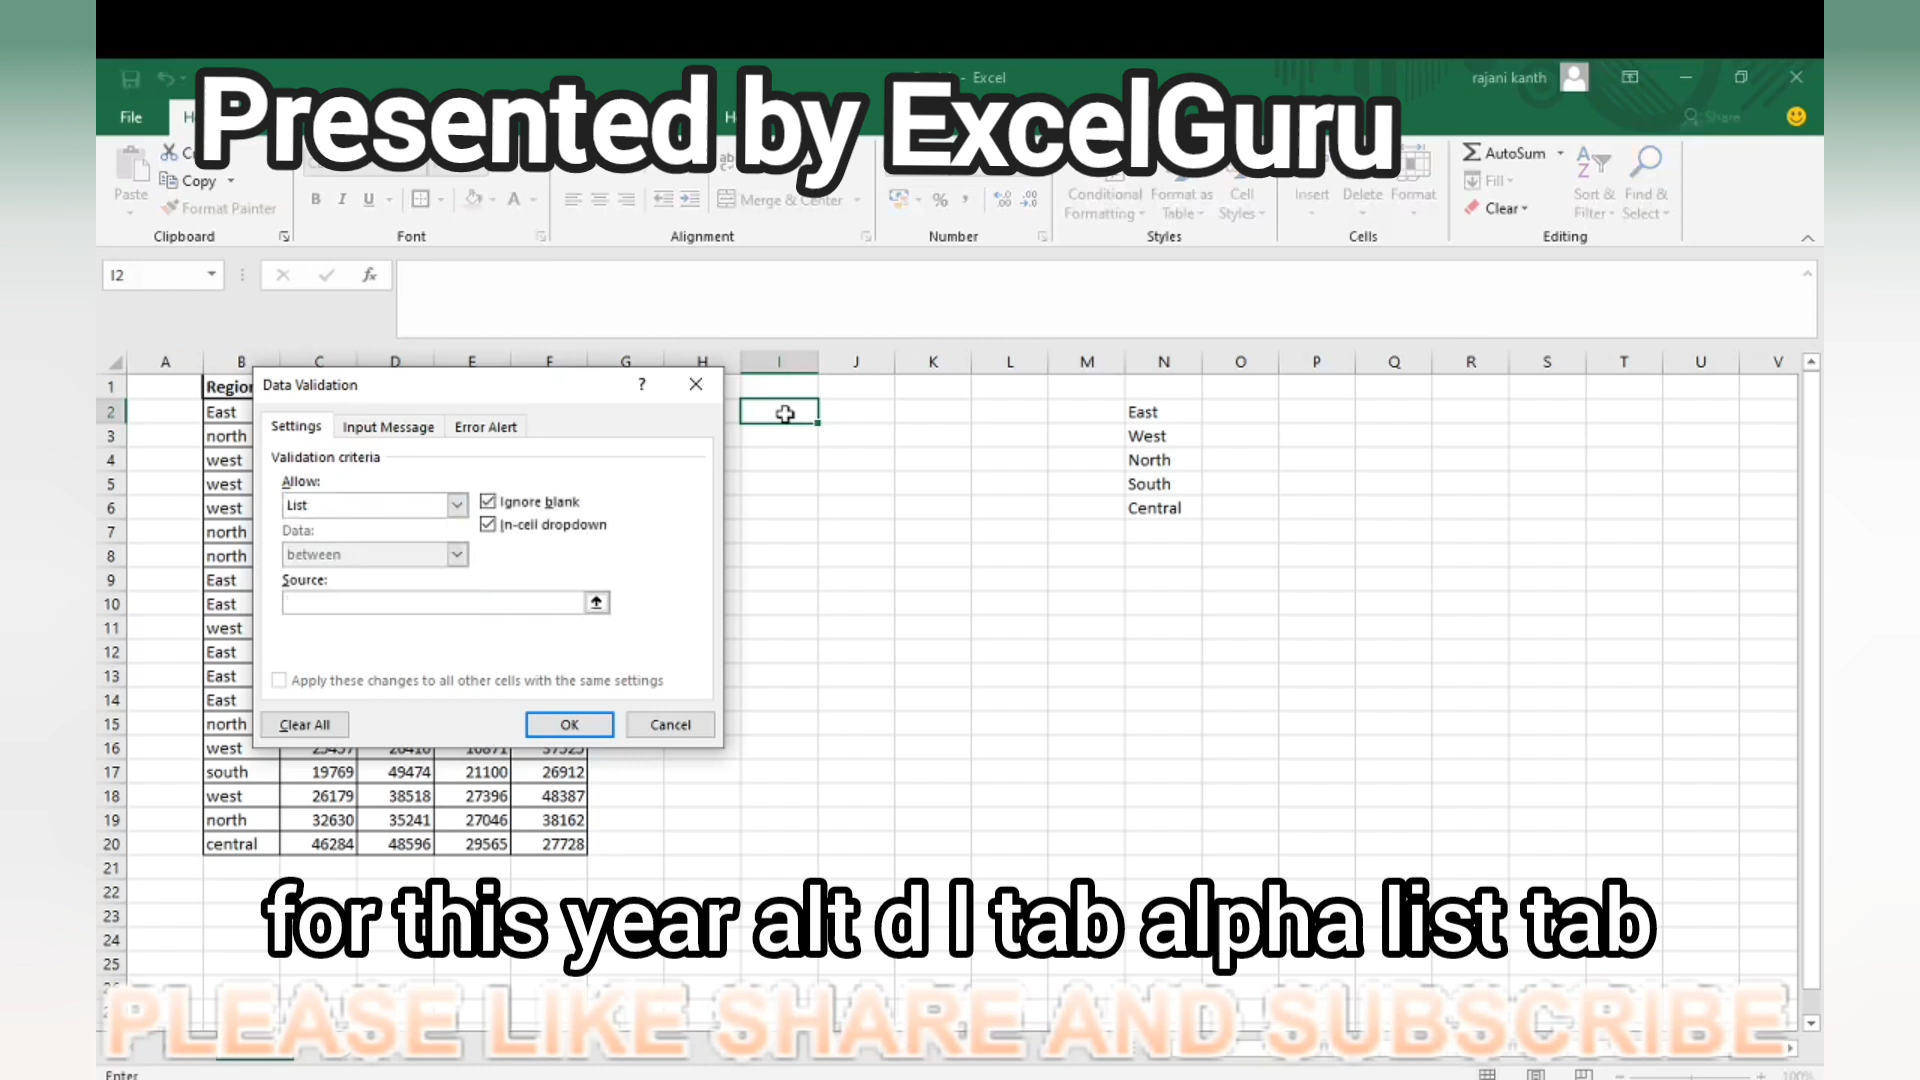 - Excel
rajani kanth
Presented by ExcelGuru
File
Share
Paste
Copy
Format Painter
Clipboard
B I U
Font
Merge & Center
Alignment
%
Number
Conditional Formatting
Format as Table
Cell Styles
Styles
Insert
Delete
Format
Cells
AutoSum
Fill
Clear
Sort & Filter
Find & Select
Editing
I2
fx
A B C D E F G H I J K L M N O P Q R S T U V
1 Region
2 East East
3 north West
4 west North
5 west South
6 west Central
7 north
8 north
9 East
10 East
11 west
12 East
13 East
14 East
15 north
16 west
17 south 19769 49474 21100 26912
18 west 26179 38518 27396 48387
19 north 32630 35241 27046 38162
20 central 46284 48596 29565 27728
21
22
23
24
25
Data Validation ?
Settings Input Message Error Alert
Validation criteria
Allow:
List
Ignore blank
In-cell dropdown
Data:
between
Source:
Apply these changes to all other cells with the same settings
Clear All OK Cancel
for this year alt d l tab alpha list tab
PLEASE LIKE SHARE AND SUBSCRIBE
Enter
100%